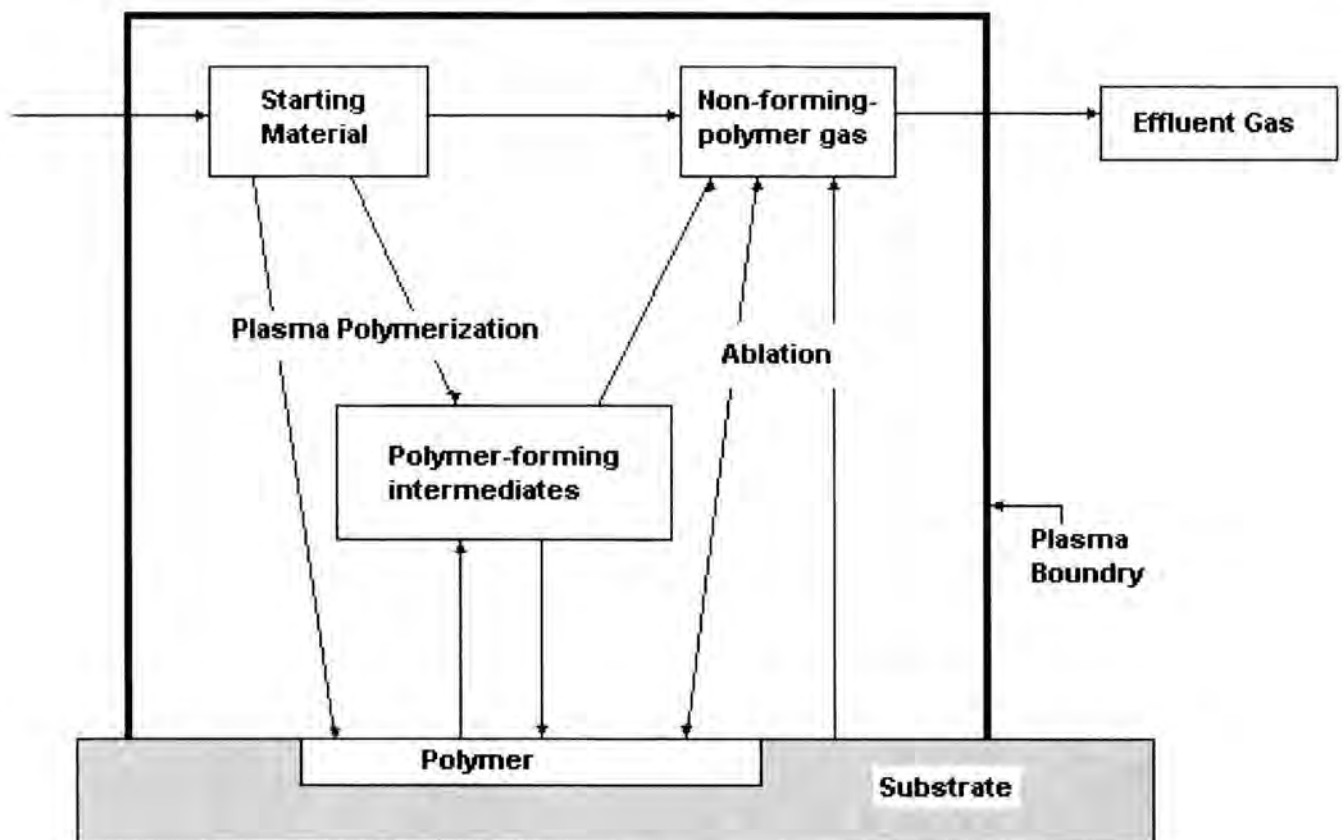 Starting
Material
Non-forming-
polymer gas
Effluent Gas
Plasma Polymerization
Ablation
Polymer-forming
intermediates
Plasma
Boundry
Polymer
Substrate